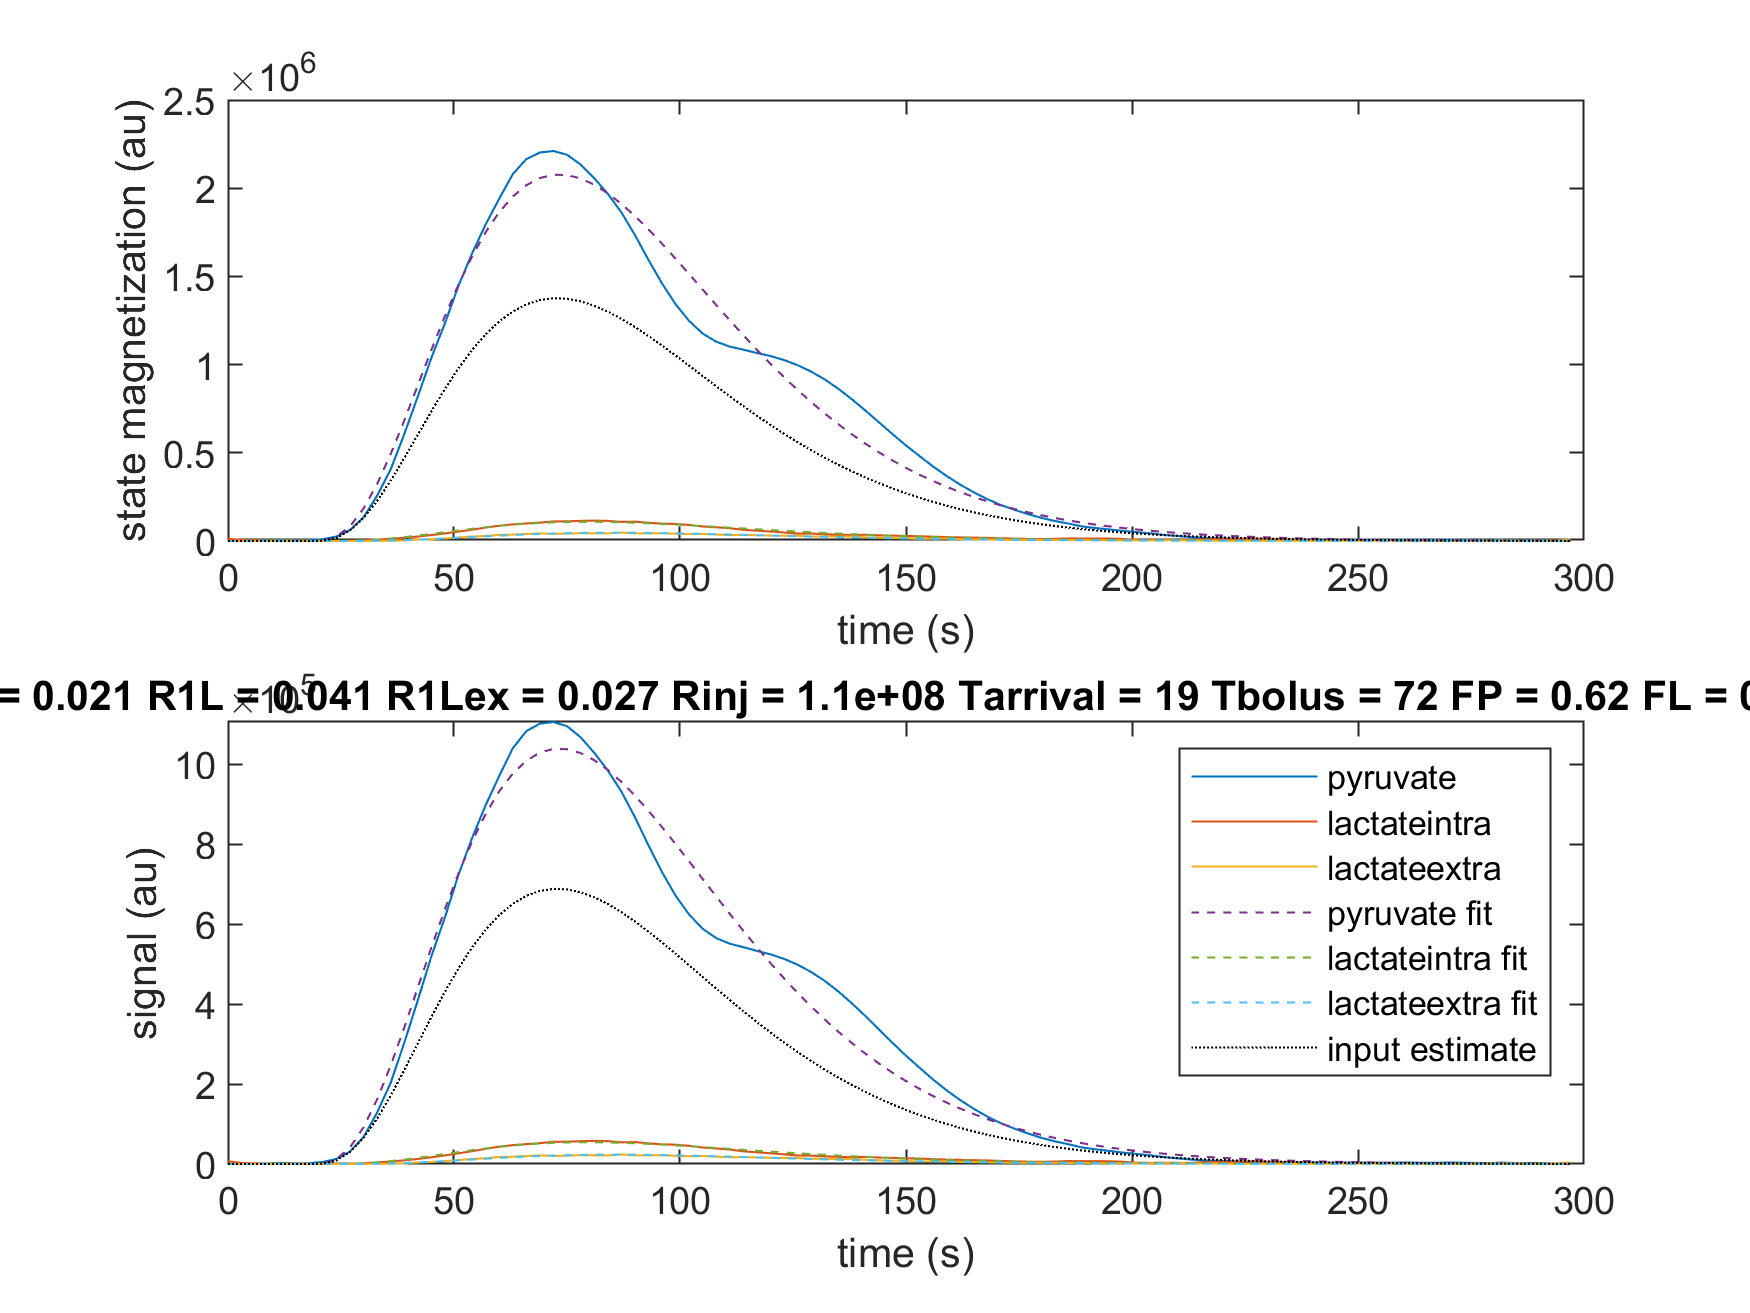 ×10⁶
2.5
2
1.5
1
0.5
0
state magnetization (au)
0 50 100 150 200 250 300
time (s)
= 0.021 R1L = 0.041 R1Lex = 0.027 Rinj = 1.1e+08 Tarrival = 19 Tbolus = 72 FP = 0.62 FL = 0
×10⁵
10
8
6
4
2
0
signal (au)
pyruvate
lactateintra
lactateextra
pyruvate fit
lactateintra fit
lactateextra fit
input estimate
0 50 100 150 200 250 300
time (s)